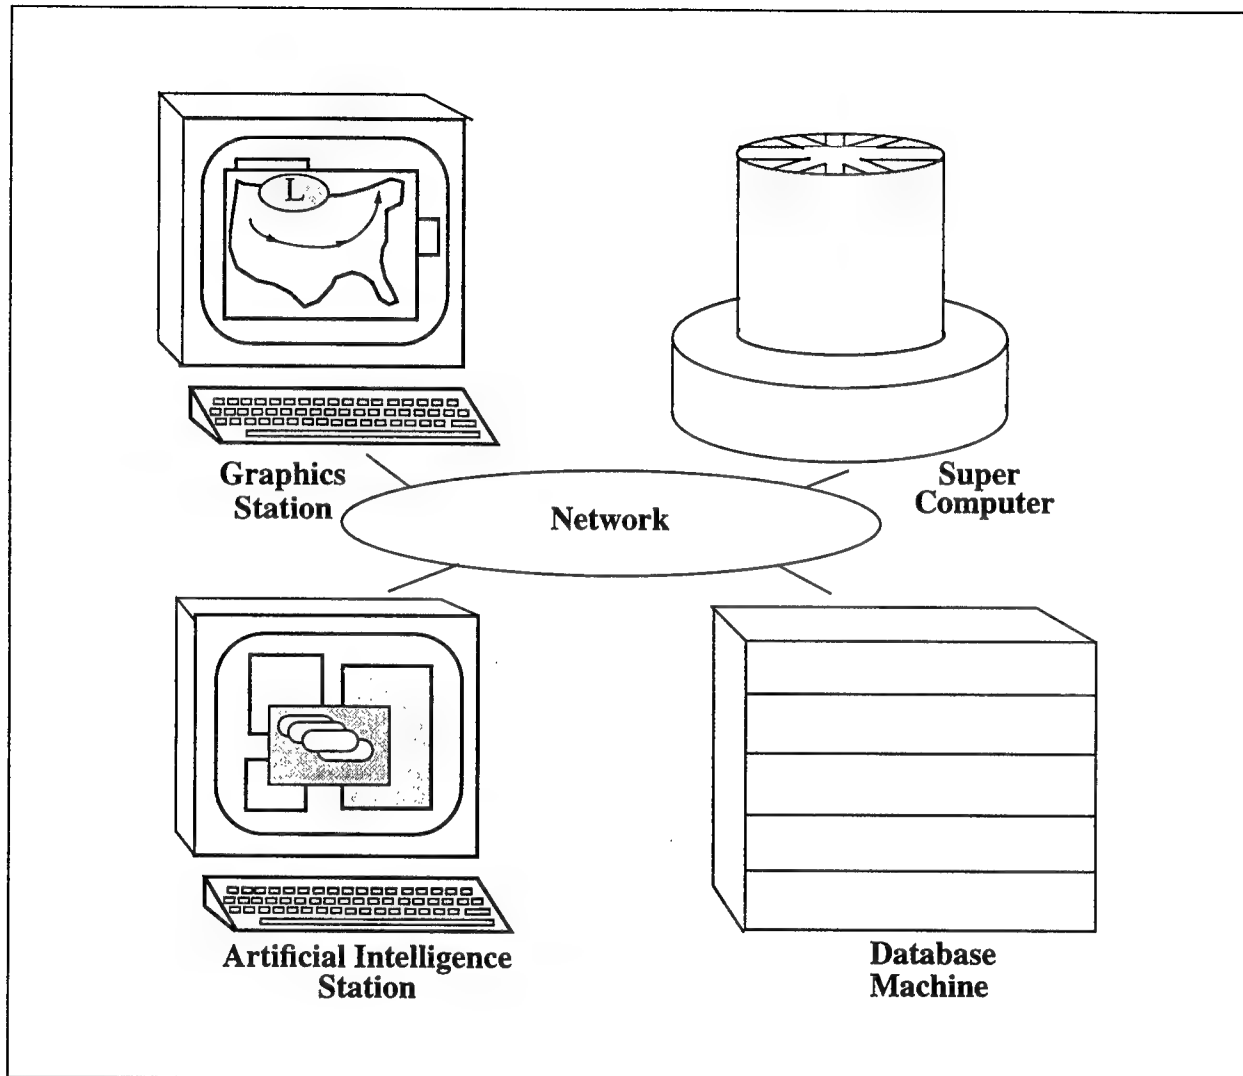 L
Graphics
Station
Super
Computer
Network
Artificial Intelligence
Station
Database
Machine